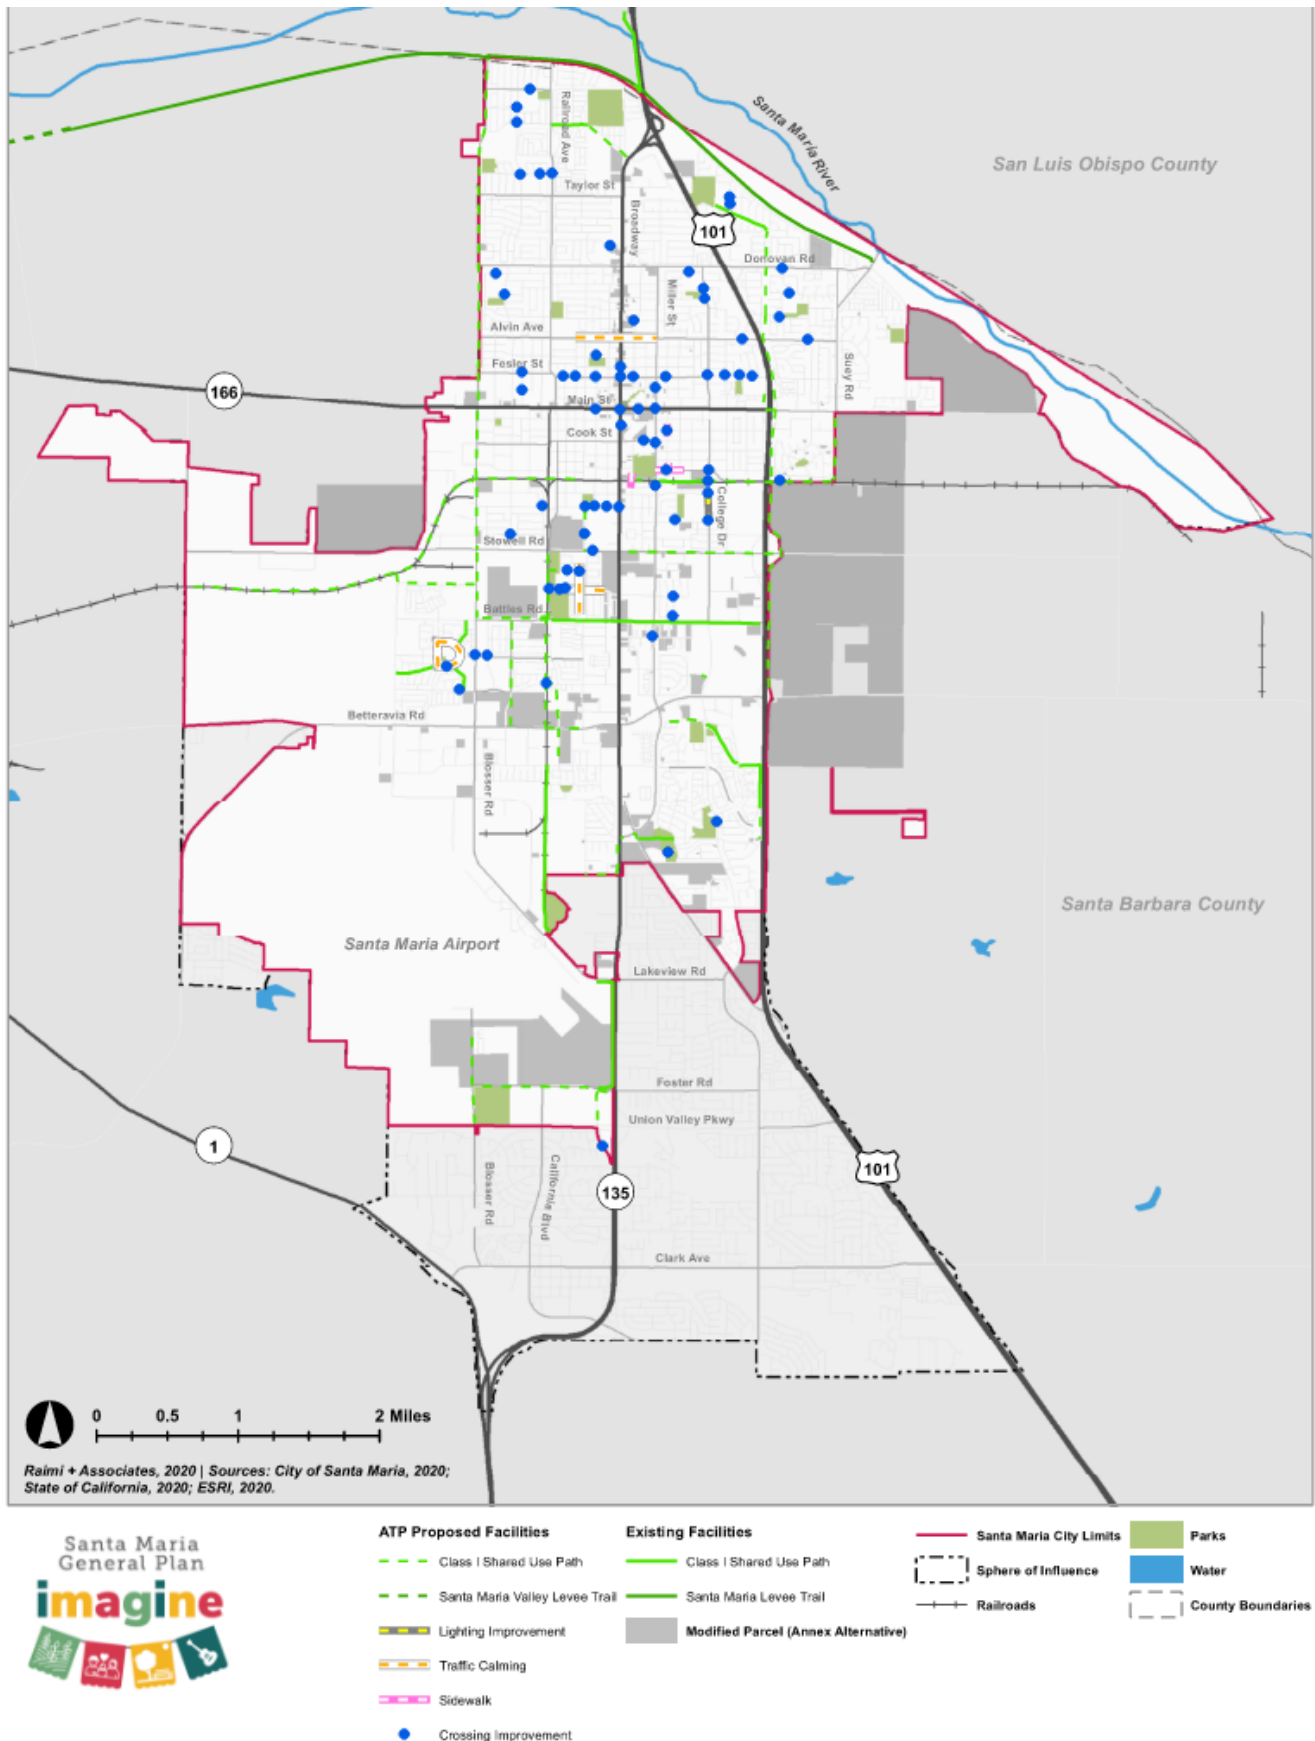 Santa Maria River
San Luis Obispo County
Railroad Ave
Taylor St
Broadway
101
Donovan Rd
Miller St
Alvin Ave
Suey Rd
Fesler St
166
Main St
Cook St
College Dr
Stowell Rd
Battles Rd
Betteravia Rd
Blosser Rd
Santa Barbara County
Santa Maria Airport
Lakeview Rd
Foster Rd
Union Valley Pkwy
1
101
Blosser Rd
California Blvd
135
Clark Ave
0 0.5 1 2 Miles
Raimi + Associates, 2020 | Sources: City of Santa Maria, 2020;
State of California, 2020; ESRI, 2020.
Santa Maria
General Plan
imagine
ATP Proposed Facilities
Class I Shared Use Path
Santa Maria Valley Levee Trail
Lighting Improvement
Traffic Calming
Sidewalk
Crossing Improvement
Existing Facilities
Class I Shared Use Path
Santa Maria Levee Trail
Modified Parcel (Annex Alternative)
Santa Maria City Limits
Sphere of Influence
Railroads
Parks
Water
County Boundaries